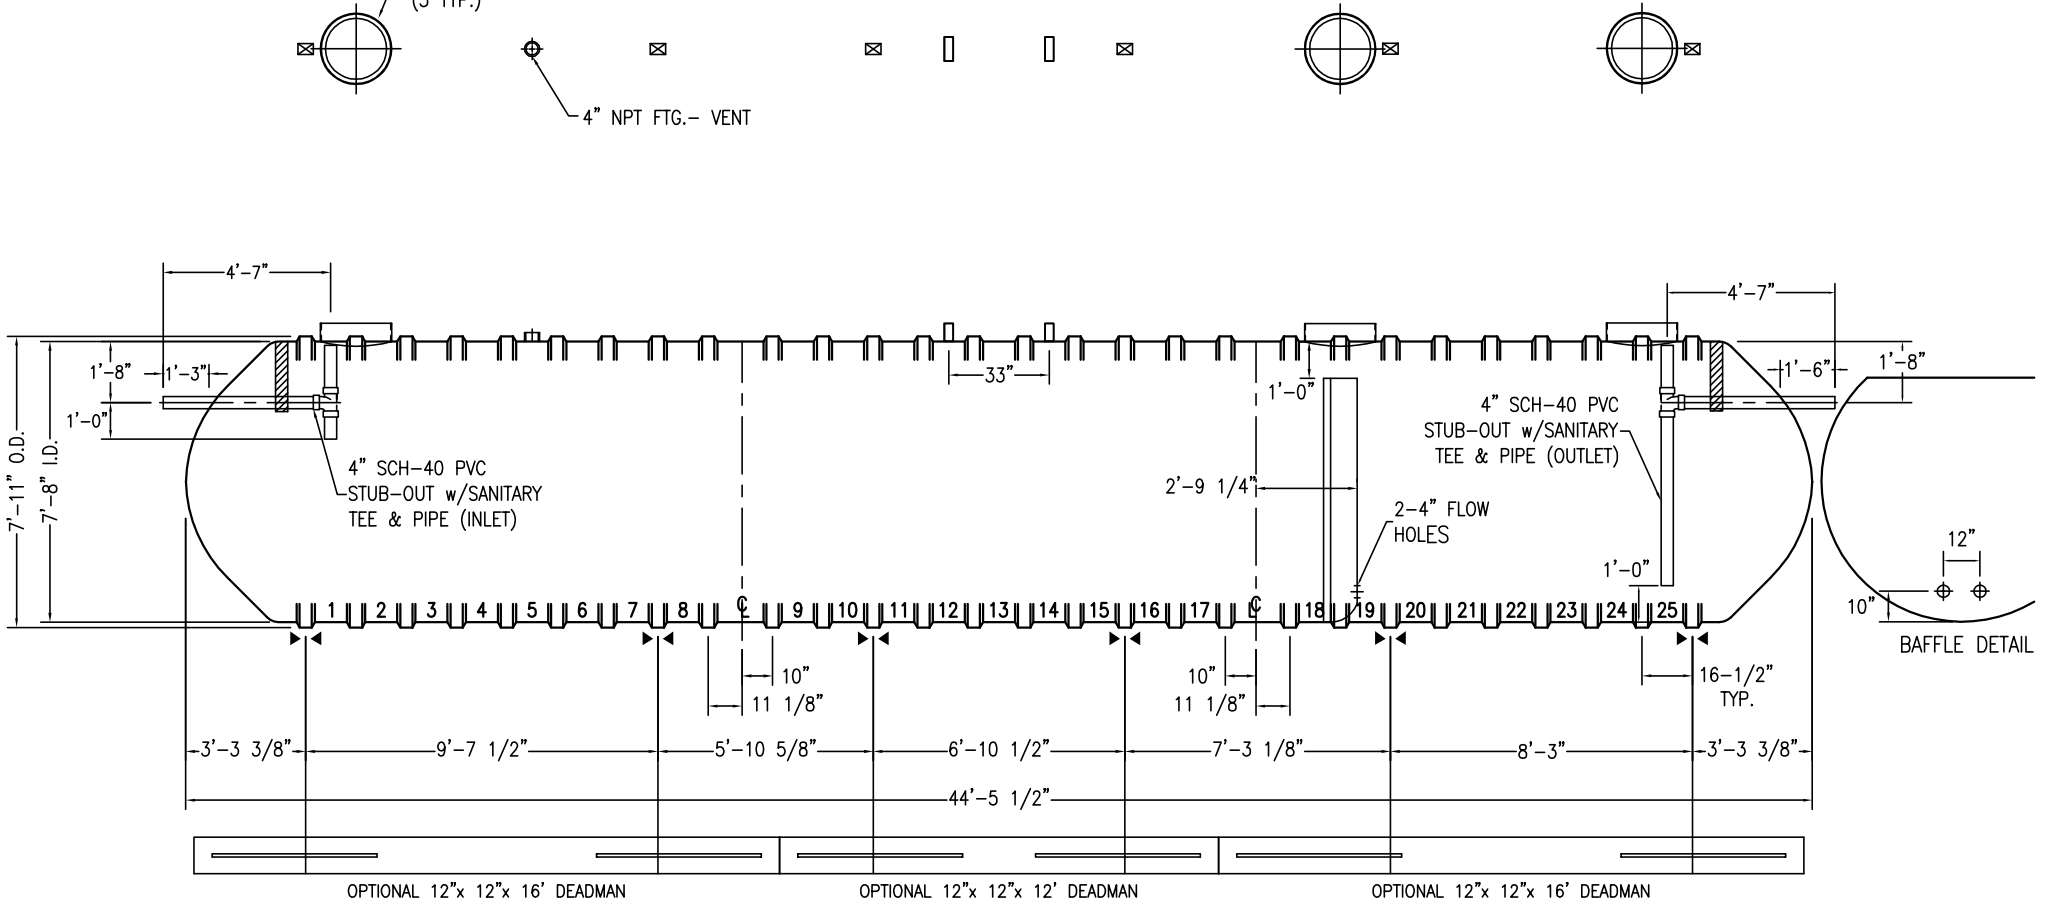 (3 TYP.)
4" NPT FTG.- VENT
4'-7"
4'-7"
1'-8"
1'-3"
1'-0"
7'-11" O.D.
7'-8" I.D.
33"
1'-0"
1'-6"
1'-8"
4" SCH-40 PVC
STUB-OUT w/SANITARY
TEE & PIPE (INLET)
4" SCH-40 PVC
STUB-OUT w/SANITARY
TEE & PIPE (OUTLET)
2'-9 1/4"
2-4" FLOW
HOLES
1'-0"
12"
10"
BAFFLE DETAIL
1 2 3 4 5 6 7 8 C L 9 10 11 12 13 14 15 16 17 C L 18 19 20 21 22 23 24 25
10"
11 1/8"
10"
11 1/8"
16-1/2"
TYP.
3'-3 3/8" 9'-7 1/2" 5'-10 5/8" 6'-10 1/2" 7'-3 1/8" 8'-3" 3'-3 3/8"
44'-5 1/2"
OPTIONAL 12"x 12"x 16' DEADMAN
OPTIONAL 12"x 12"x 12' DEADMAN
OPTIONAL 12"x 12"x 16' DEADMAN